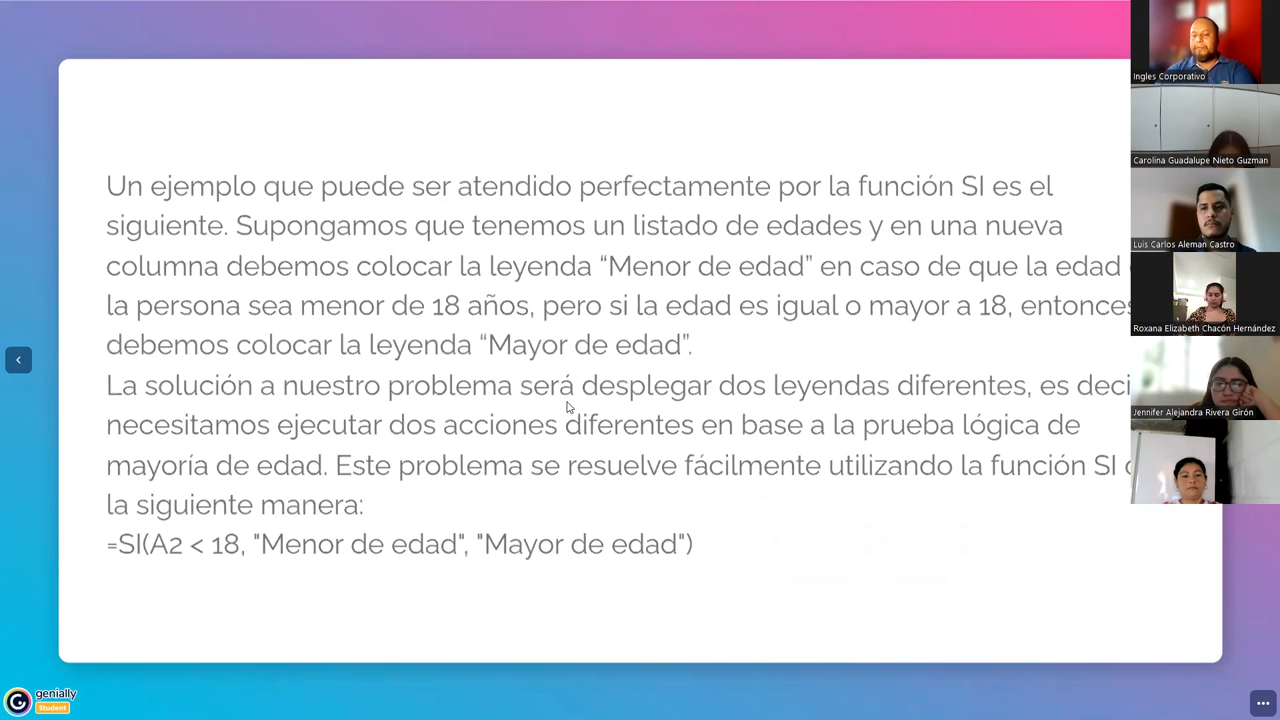 Un ejemplo que puede ser atendido perfectamente por la función SI es el
siguiente. Supongamos que teremos un listado de edades y en una nueva
columna debemos colocar la leyenda “Menor de edad” en caso de que la edad
la persona sea menor de 18 años, pero si la edad es igual o mayor a 18, entonces
debemos colocar la leyenda “Mayor de edad”.
La solución a nuestro problema será desplegar dos leyendas diferentes, es deci
necesitamos ejecutar dos acciones diferentes en base a la prueba lógica de
mayoría de edad. Este problema se resuelve fácilmente utilizando la función SI
la siguiente manera:
=SI(A2 < 18, "Menor de edad", "Mayor de edad")
Ingles Corporativo
Carolina Guadalupe Nieto Guzman
Luis Carlos Aleman Castro
Roxana Elizabeth Chacón Hernández
Jennifer Alejandra Rivera Girón
genially
Student